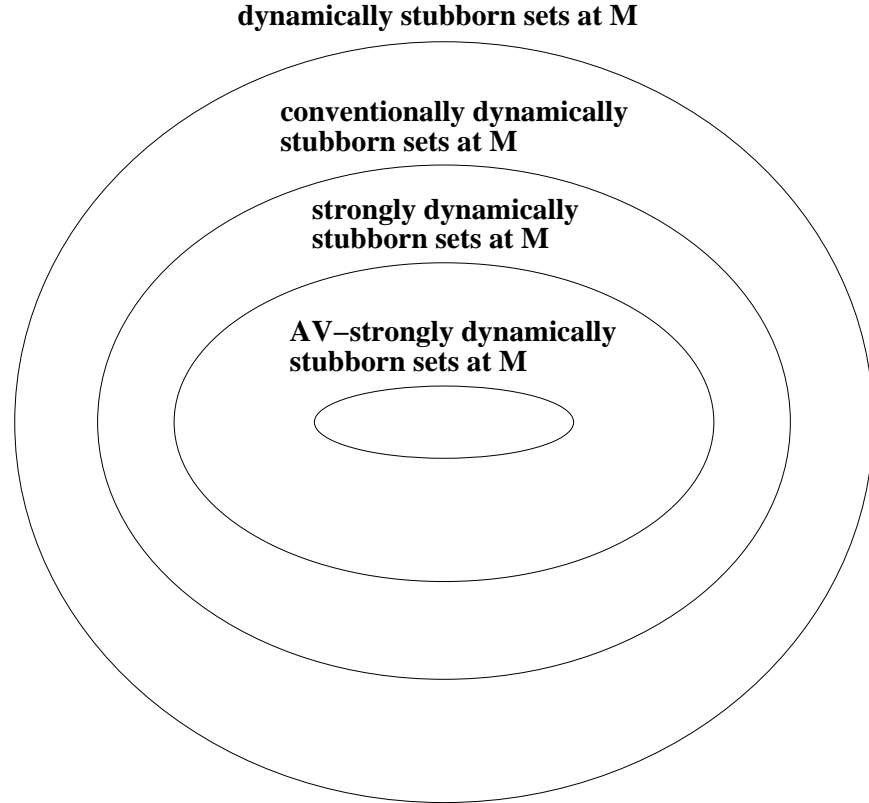 dynamically stubborn sets at M
conventionally dynamically
stubborn sets at M
strongly dynamically
stubborn sets at M
AV−strongly dynamically
stubborn sets at M